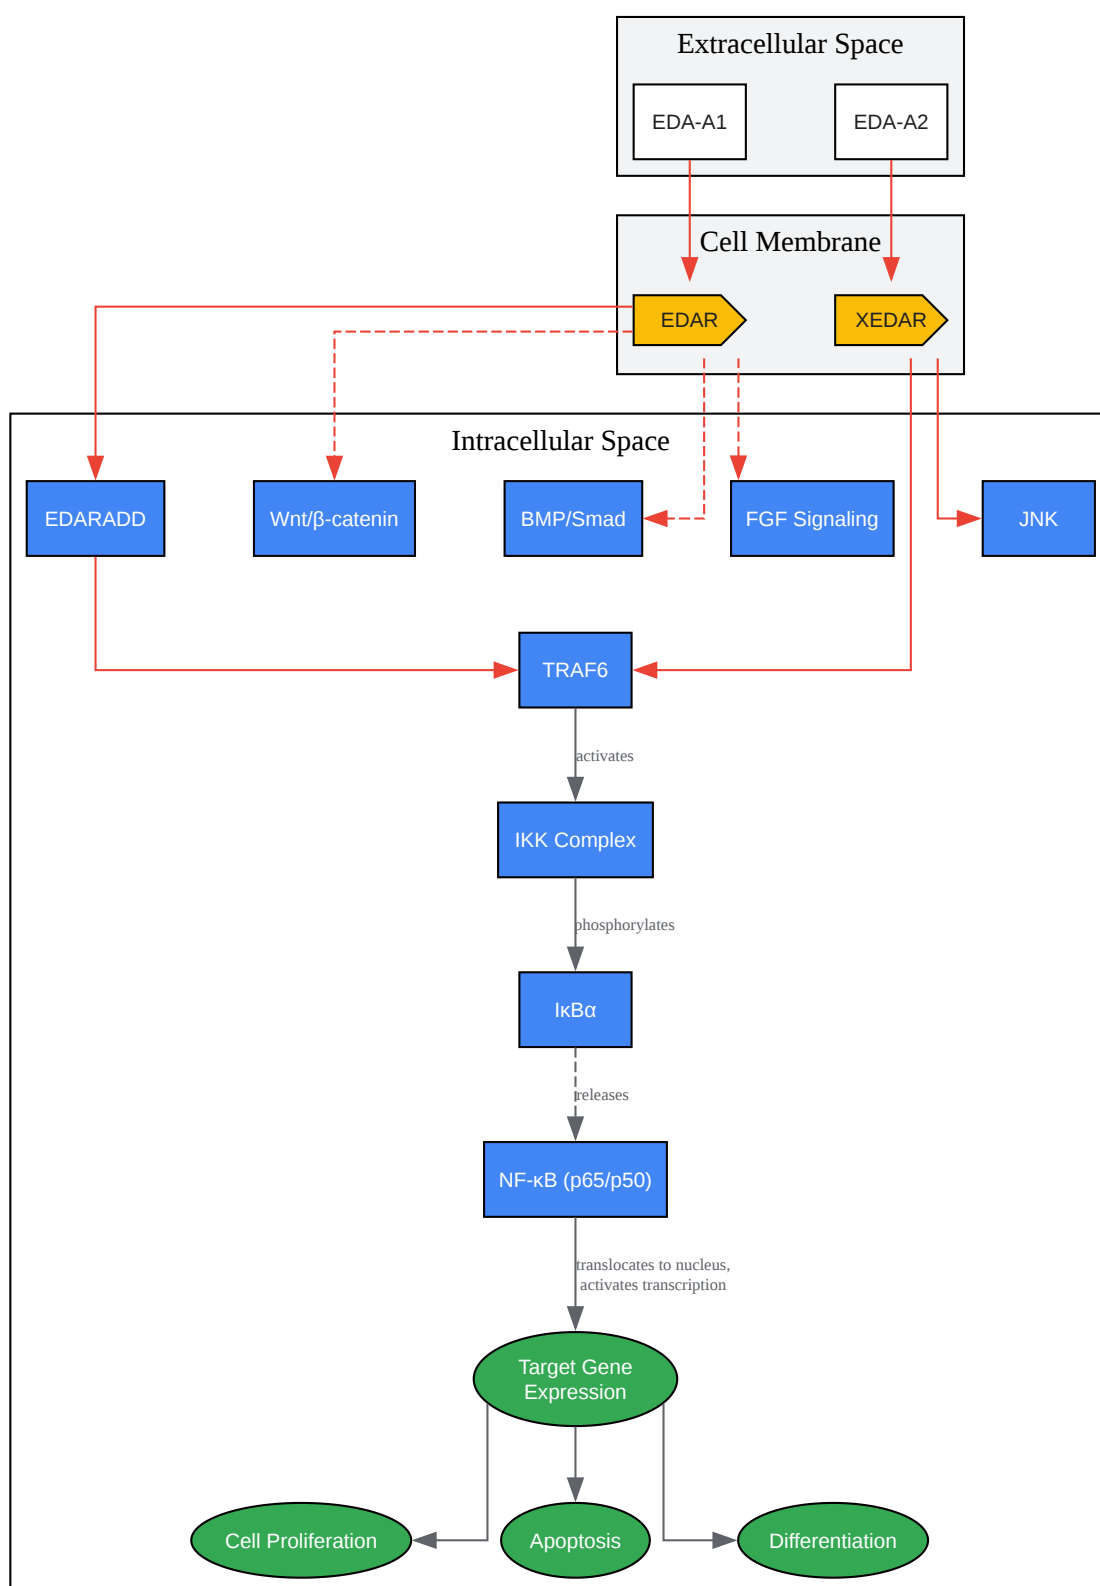 Extracellular Space
EDA-A1
EDA-A2
Cell Membrane
EDAR
XEDAR
Intracellular Space
EDARADD
Wnt/β-catenin
BMP/Smad
FGF Signaling
JNK
TRAF6
activates
IKK Complex
phosphorylates
IκBα
releases
NF-κB (p65/p50)
translocates to nucleus,
activates transcription
Target Gene
Expression
Cell Proliferation
Apoptosis
Differentiation